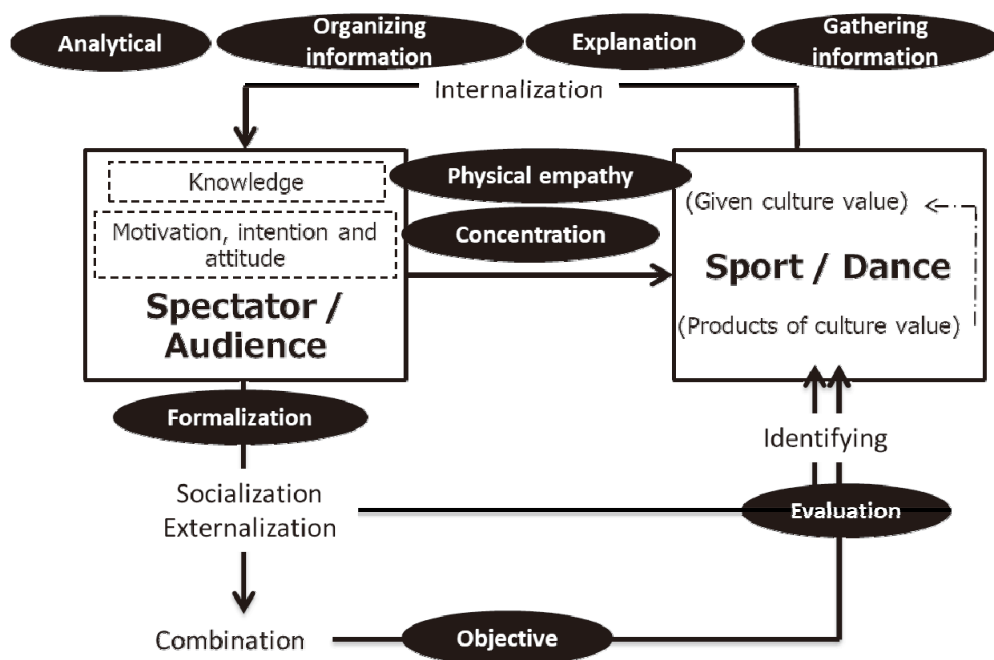 Analytical
Organizing
information
Explanation
Gathering
information
Internalization
Knowledge
Motivation, intention and
attitude
Spectator /
Audience
Physical empathy
Concentration
(Given culture value)
Sport / Dance
(Products of culture value)
Formalization
Identifying
Socialization
Externalization
Evaluation
Combination
Objective